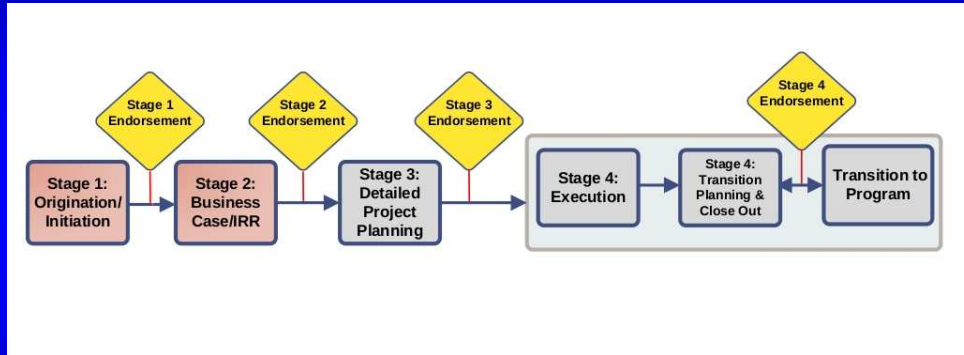 Stage 1
Endorsement
Stage 2
Endorsement
Stage 3
Endorsement
Stage 4
Endorsement
Stage 1:
Origination/
Initiation
Stage 2:
Business
Case/IRR
Stage 3:
Detailed
Project
Planning
Stage 4:
Execution
Stage 4:
Transition
Planning &
Close Out
Transition to
Program